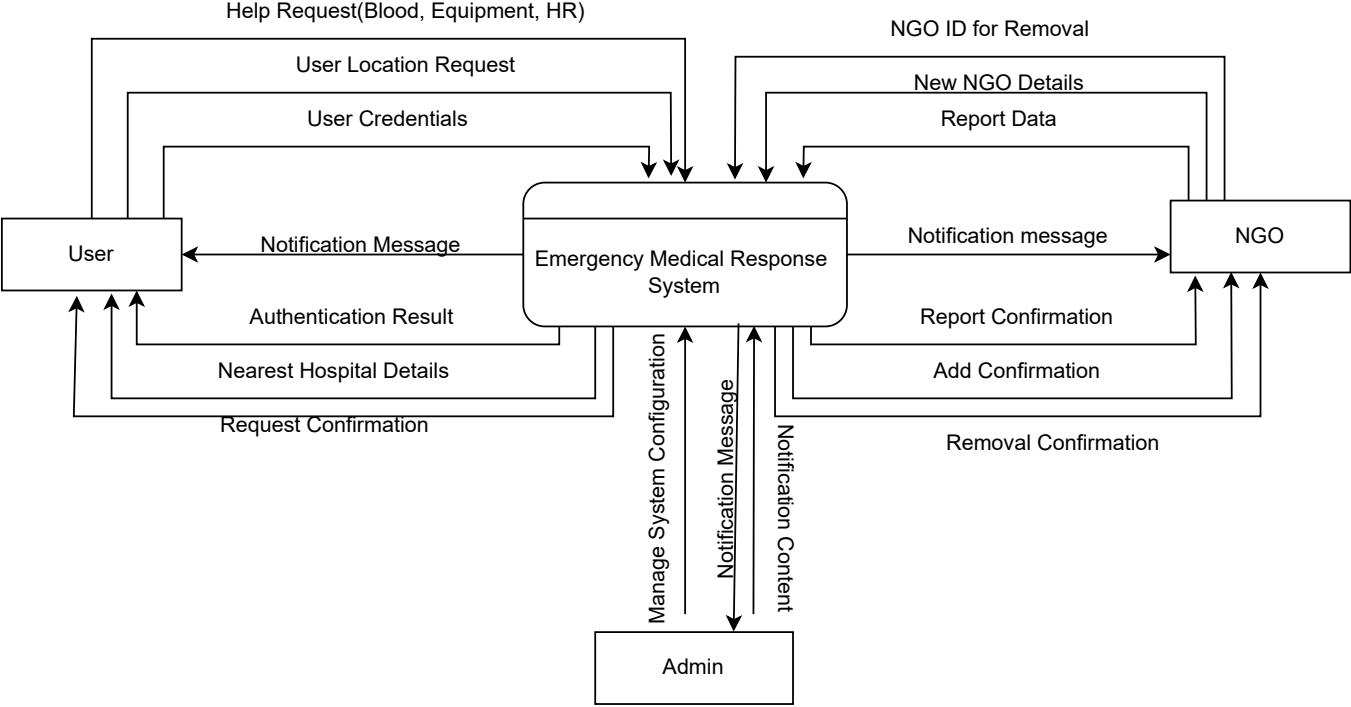 Help Request(Blood, Equipment, HR)
NGO ID for Removal
User Location Request
New NGO Details
User Credentials
Report Data
User
Notification Message
Emergency Medical Response
System
Notification message
NGO
Authentication Result
Report Confirmation
Nearest Hospital Details
Add Confirmation
Request Confirmation
Removal Confirmation
Manage System Configuration
Notification Message
Notification Content
Admin